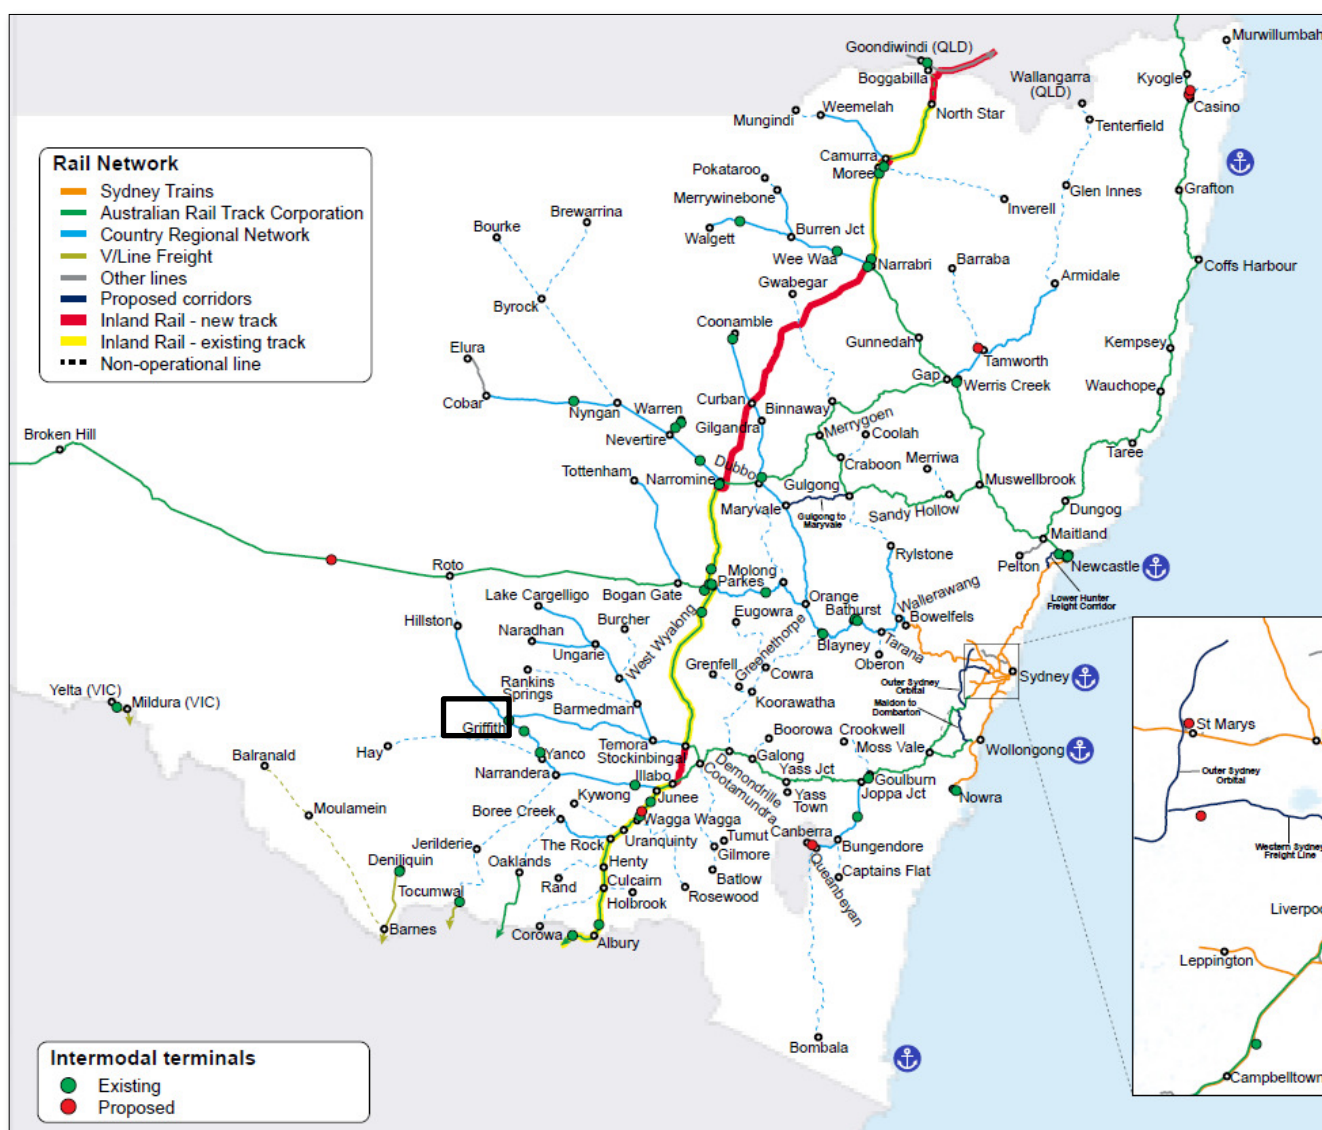 Goondiwindi (QLD)
Boggabilla
Murwillumbah
Wallangarra
(QLD)
Kyogle
Casino
Weemelah
Mungindi
North Star
Tenterfield
Rail Network
Sydney Trains
Australian Rail Track Corporation
Country Regional Network
V/Line Freight
Other lines
Proposed corridors
Inland Rail - new track
Inland Rail - existing track
Non-operational line
Camurra
Moree
Pokataroo
Merrywinebone
Glen Innes
Grafton
Inverell
Brewarrina
Bourke
Walgett
Burren Jct
Wee Waa
Narrabri
Barraba
Coffs Harbour
Gwabegar
Armidale
Byrock
Coonamble
Gunnedah
Elura
Tamworth
Kempsey
Gap
Werris Creek
Wauchope
Cobar
Nyngan
Warren
Curban
Binnaway
Gilgandra
Nevertire
Merrygoen
Coolah
Broken Hill
Taree
Tottenham
Narromine
Dubbo
Craboon
Merriwa
Gulgong
Muswellbrook
Maryvale
Gulgong to
Maryvale
Sandy Hollow
Dungog
Maitland
Rylstone
Pelton
Newcastle
Lower Hunter
Freight Corridor
Roto
Bogan Gate
Molong
Parkes
Lake Cargelligo
Orange
Bathurst
Wallerawang
Bowelfels
Hillston
Burcher
Eugowra
Naradhan
Ungarie
West Wyalong
Greenethorpe
Blayney
Tarana
Oberon
Grenfell
Cowra
Sydney
Outer Sydney
Orbital
Rankins
Springs
Koorawatha
Maldon to
Dombarton
Yelta (VIC)
Mildura (VIC)
Barmedman
Griffith
Boorowa
Crookwell
Hay
Temora
Stockinbingal
Galong
Moss Vale
Wollongong
Balranald
Yanco
Demondrille
Yass Jct
Narrandera
Illabo
Cootamundra
Goulburn
Joppa Jct
Yass
Town
Nowra
Kywong
Junee
Moulamein
Boree Creek
Wagga Wagga
Uranquinty
Tumut
Canberra
Bungendore
Jerilderie
The Rock
Gilmore
Deniliquin
Oaklands
Henty
Queanbeyan
Captains Flat
Tocumwal
Rand
Culcairn
Batlow
Holbrook
Rosewood
Barnes
Corowa
Albury
Bombala
St Marys
Outer Sydney
Orbital
Western Sydney
Freight Line
Liverpoo
Leppington
Campbelltown
Intermodal terminals
Existing
Proposed